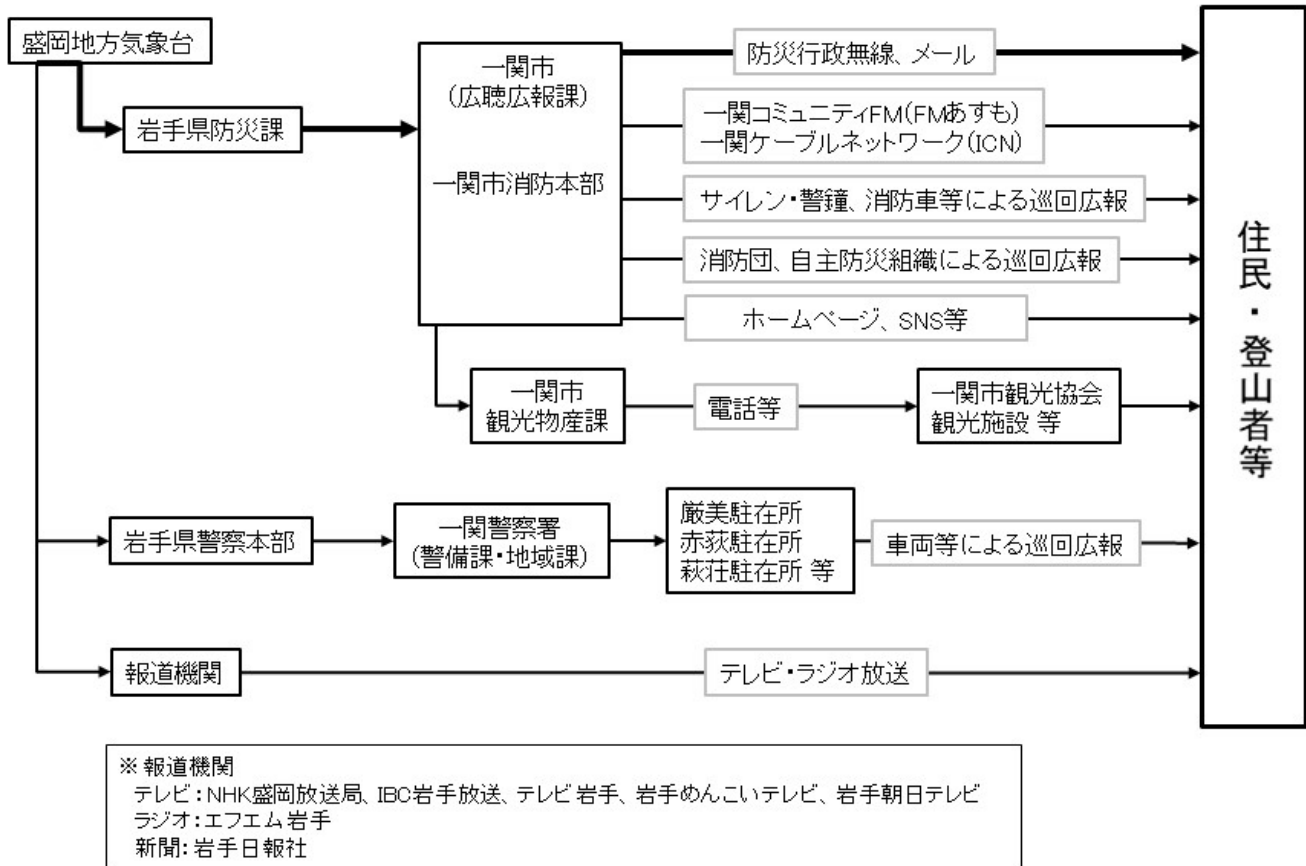 盛岡地方気象台
岩手県防災課
一関市
(広聴広報課)
一関市消防本部
防災行政無線、メール
一関コミュニティFM(FMあすも)
一関ケーブルネットワーク(ICN)
サイレン・警鐘、消防車等による巡回広報
消防団、自主防災組織による巡回広報
ホームページ、SNS等
一関市
観光物産課
電話等
一関市観光協会
観光施設 等
岩手県警察本部
一関警察署
(警備課・地域課)
厳美駐在所
赤荻駐在所
萩荘駐在所 等
車両等による巡回広報
報道機関
テレビ・ラジオ放送
住民・登山者等
※ 報道機関
テレビ:NHK盛岡放送局、IBC岩手放送、テレビ岩手、岩手めんこいテレビ、岩手朝日テレビ
ラジオ:エフエム岩手
新聞:岩手日報社